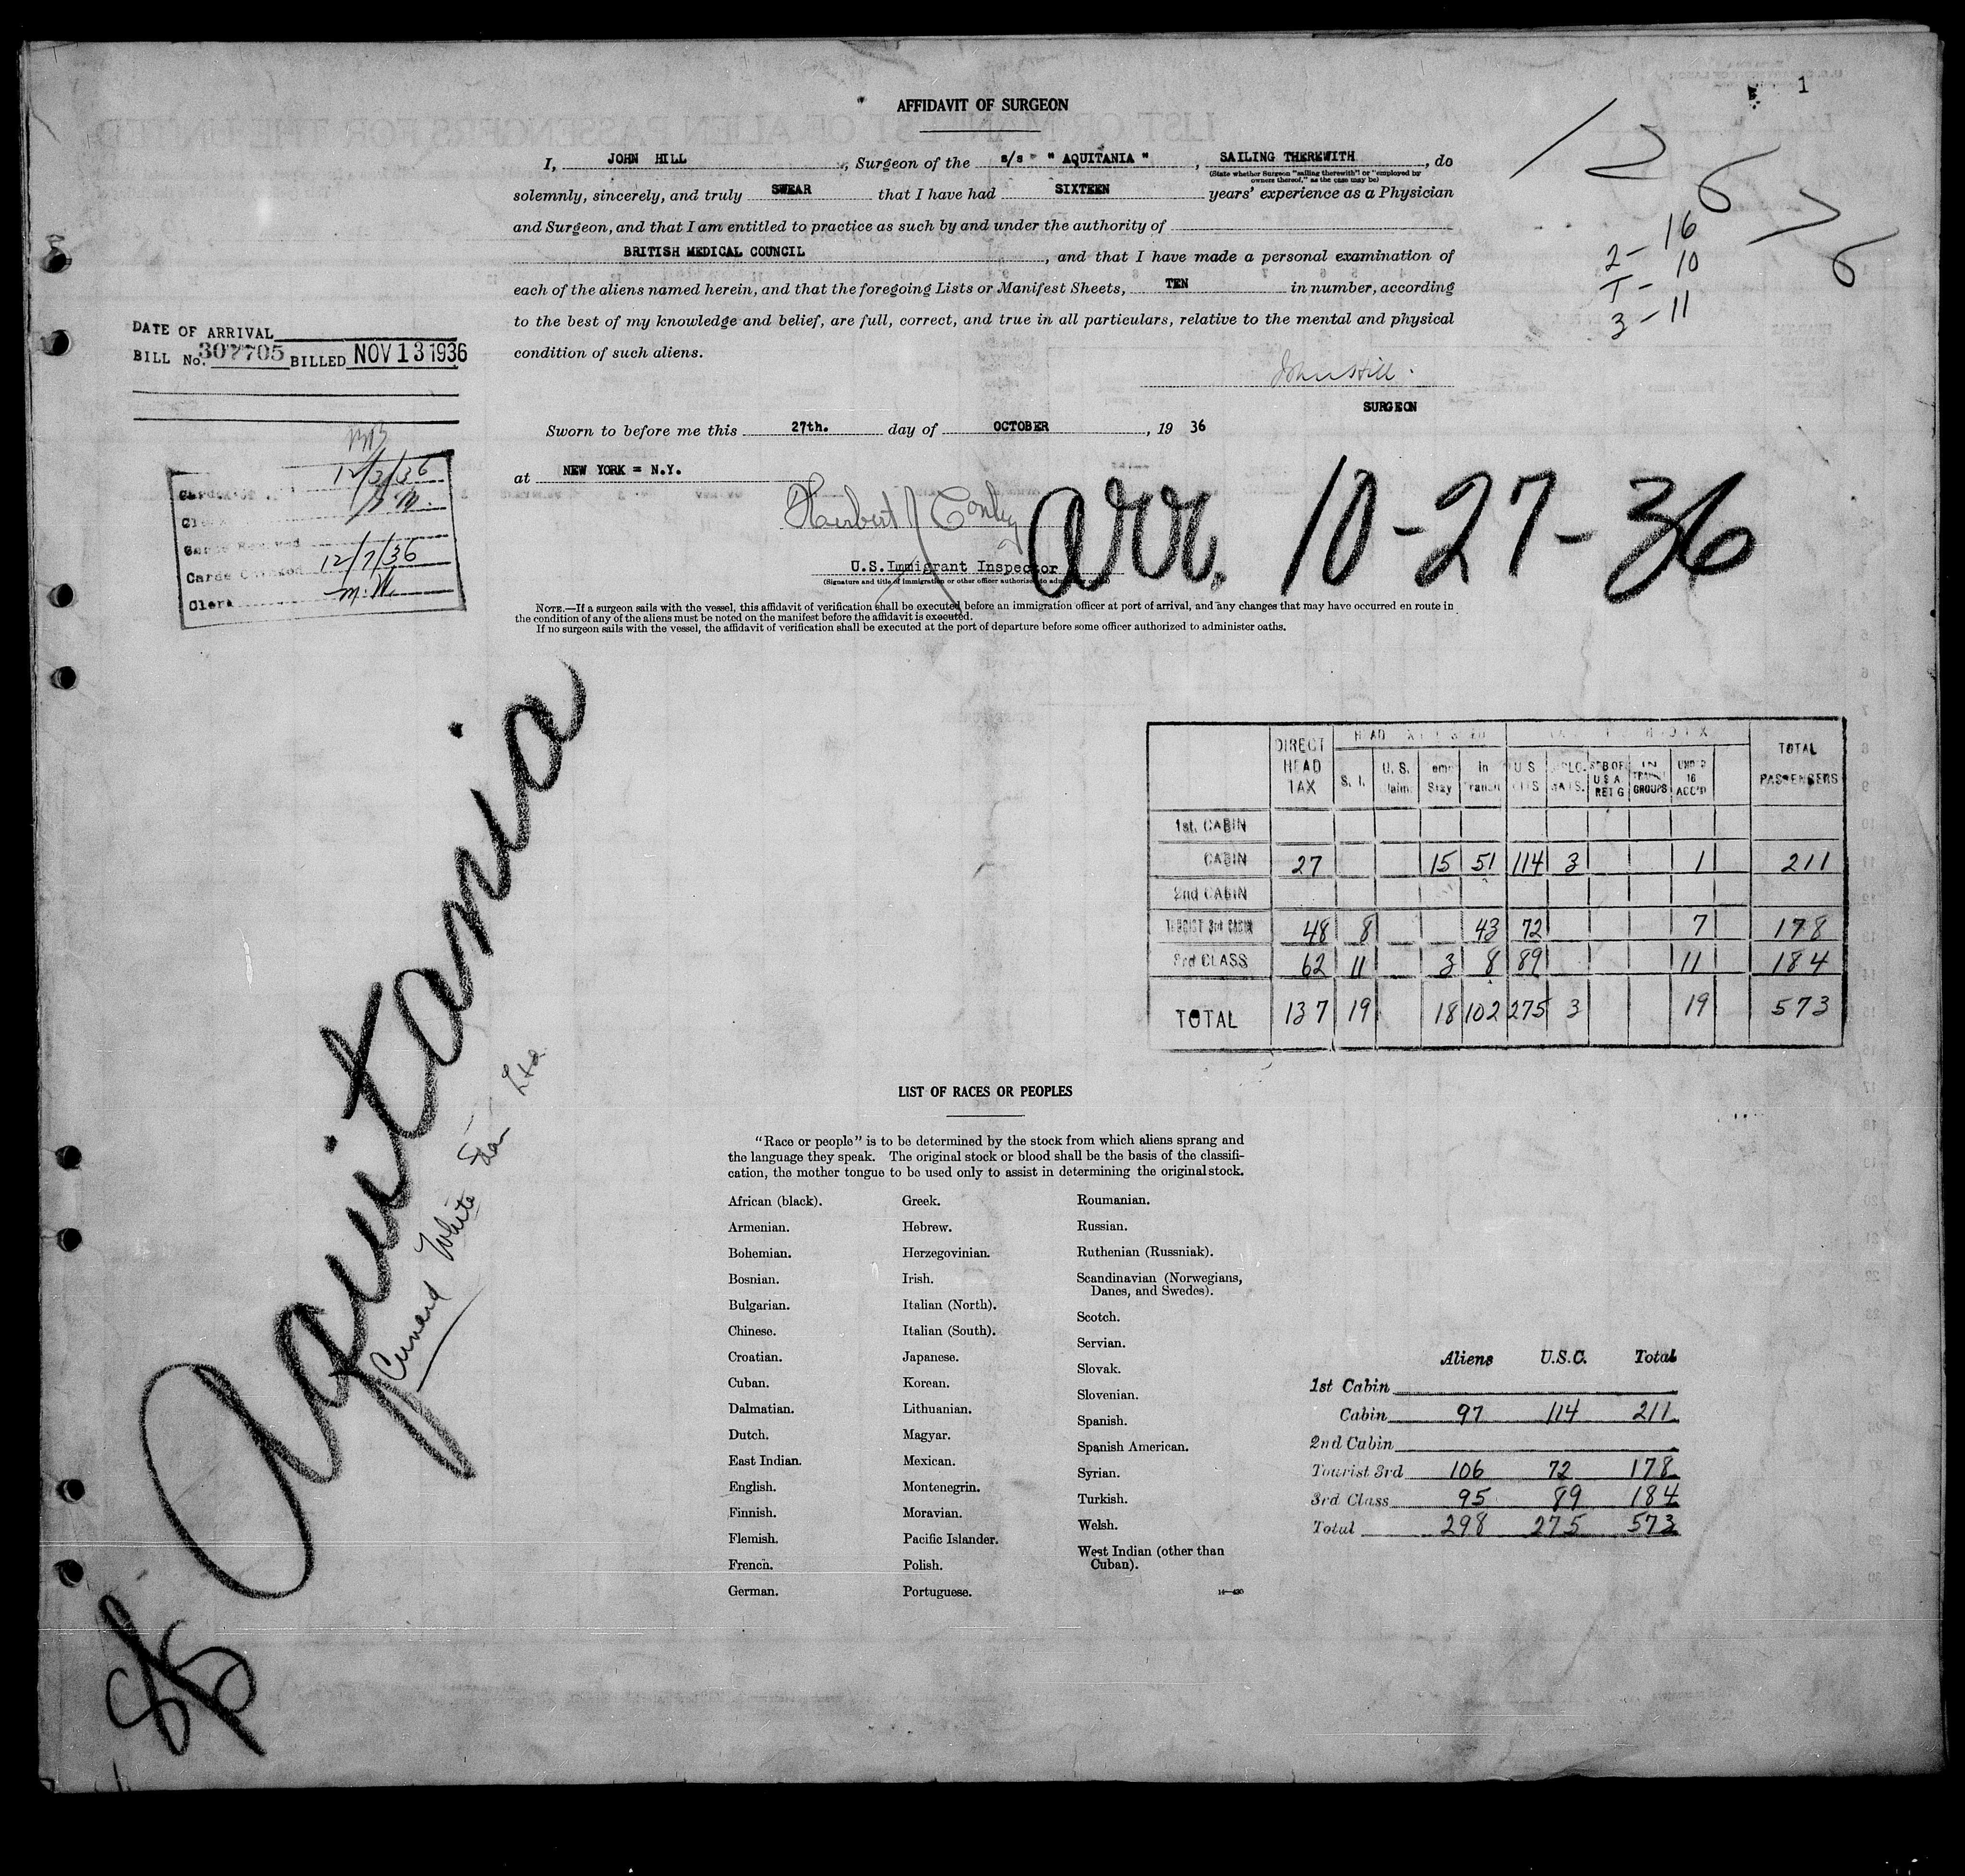 1
AFFIDAVIT OF SURGEON
I, JOHN HILL, Surgeon of the s/s " AQUITANIA ", SAILING THEREWITH, do
(State whether Surgeon "sailing therewith" or "employed by owners thereof," as the case may be)
solemnly, sincerely, and truly SWEAR that I have had SIXTEEN years' experience as a Physician
and Surgeon, and that I am entitled to practice as such by and under the authority of
BRITISH MEDICAL COUNCIL, and that I have made a personal examination of
each of the aliens named herein, and that the foregoing Lists or Manifest Sheets, TEN in number, according
to the best of my knowledge and belief, are full, correct, and true in all particulars, relative to the mental and physical
condition of such aliens.
John Hill.
SURGEON
Sworn to before me this 27th. day of OCTOBER, 19 36
at NEW YORK = N.Y.
U.S. Immigrant Inspector
(Signature and title of immigration or other officer authorized to administer oaths)
arr. 10-27-36
NOTE.—If a surgeon sails with the vessel, this affidavit of verification shall be executed before an immigration officer at port of arrival, and any changes that may have occurred en route in
the condition of any of the aliens must be noted on the manifest before the affidavit is executed.
If no surgeon sails with the vessel, the affidavit of verification shall be executed at the port of departure before some officer authorized to administer oaths.
2- 16
T- 10
3 - 11
DATE OF ARRIVAL
BILL No. 307705 BILLED NOV 13 1936
12/3/36
12/7/36
Clerk M.W.
SS Aquitania
Cunard White Star Ltd
DIRECT HEAD TAX S. I. U.S. Temp Stay In Transit U S CITS DIPLOMATS. IN TRANSIT GROUPS UNDER 16 ACC'D TOTAL PASSENGERS
1st. CABIN
CABIN 27 15 51 114 3 1 211
2nd CABIN
TOURIST 3rd CABIN 48 8 43 72 7 178
3rd CLASS 62 11 3 8 89 11 184
TOTAL 137 19 18 102 275 3 19 573
LIST OF RACES OR PEOPLES
"Race or people" is to be determined by the stock from which aliens sprang and
the language they speak. The original stock or blood shall be the basis of the classifi-
cation, the mother tongue to be used only to assist in determining the original stock.
African (black).
Armenian.
Bohemian.
Bosnian.
Bulgarian.
Chinese.
Croatian.
Cuban.
Dalmatian.
Dutch.
East Indian.
English.
Finnish.
Flemish.
French.
German.
Greek.
Hebrew.
Herzegovinian.
Irish.
Italian (North).
Italian (South).
Japanese.
Korean.
Lithuanian.
Magyar.
Mexican.
Montenegrin.
Moravian.
Pacific Islander.
Polish.
Portuguese.
Roumanian.
Russian.
Ruthenian (Russniak).
Scandinavian (Norwegians,
Danes, and Swedes).
Scotch.
Servian.
Slovak.
Slovenian.
Spanish.
Spanish American.
Syrian.
Turkish.
Welsh.
West Indian (other than
Cuban).
Aliens U.S.C. Total
1st Cabin
Cabin 97 114 211
2nd Cabin
Tourist 3rd 106 72 178
3rd Class 95 89 184
Total 298 275 573